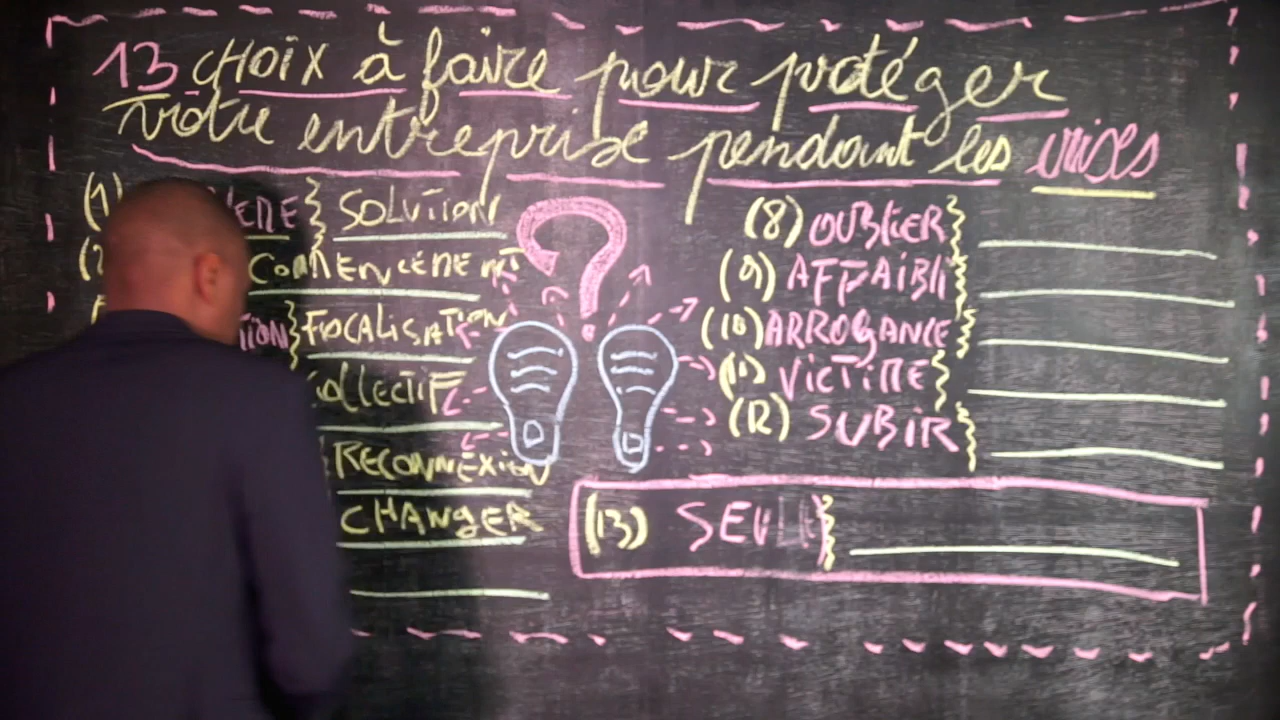 13 CHOIX à faire pour protéger
votre entreprise pendant les crises
(1) SOLUTION
COMMENCEMENT
FOCALISATION
COLLECTIF
RECONNEXION
CHANGER
?
(8) OUBLIER
(9) AFFAIBLI
(10) ARROGANCE
(11) VICTIME
(12) SUBIR
(13) SEUL